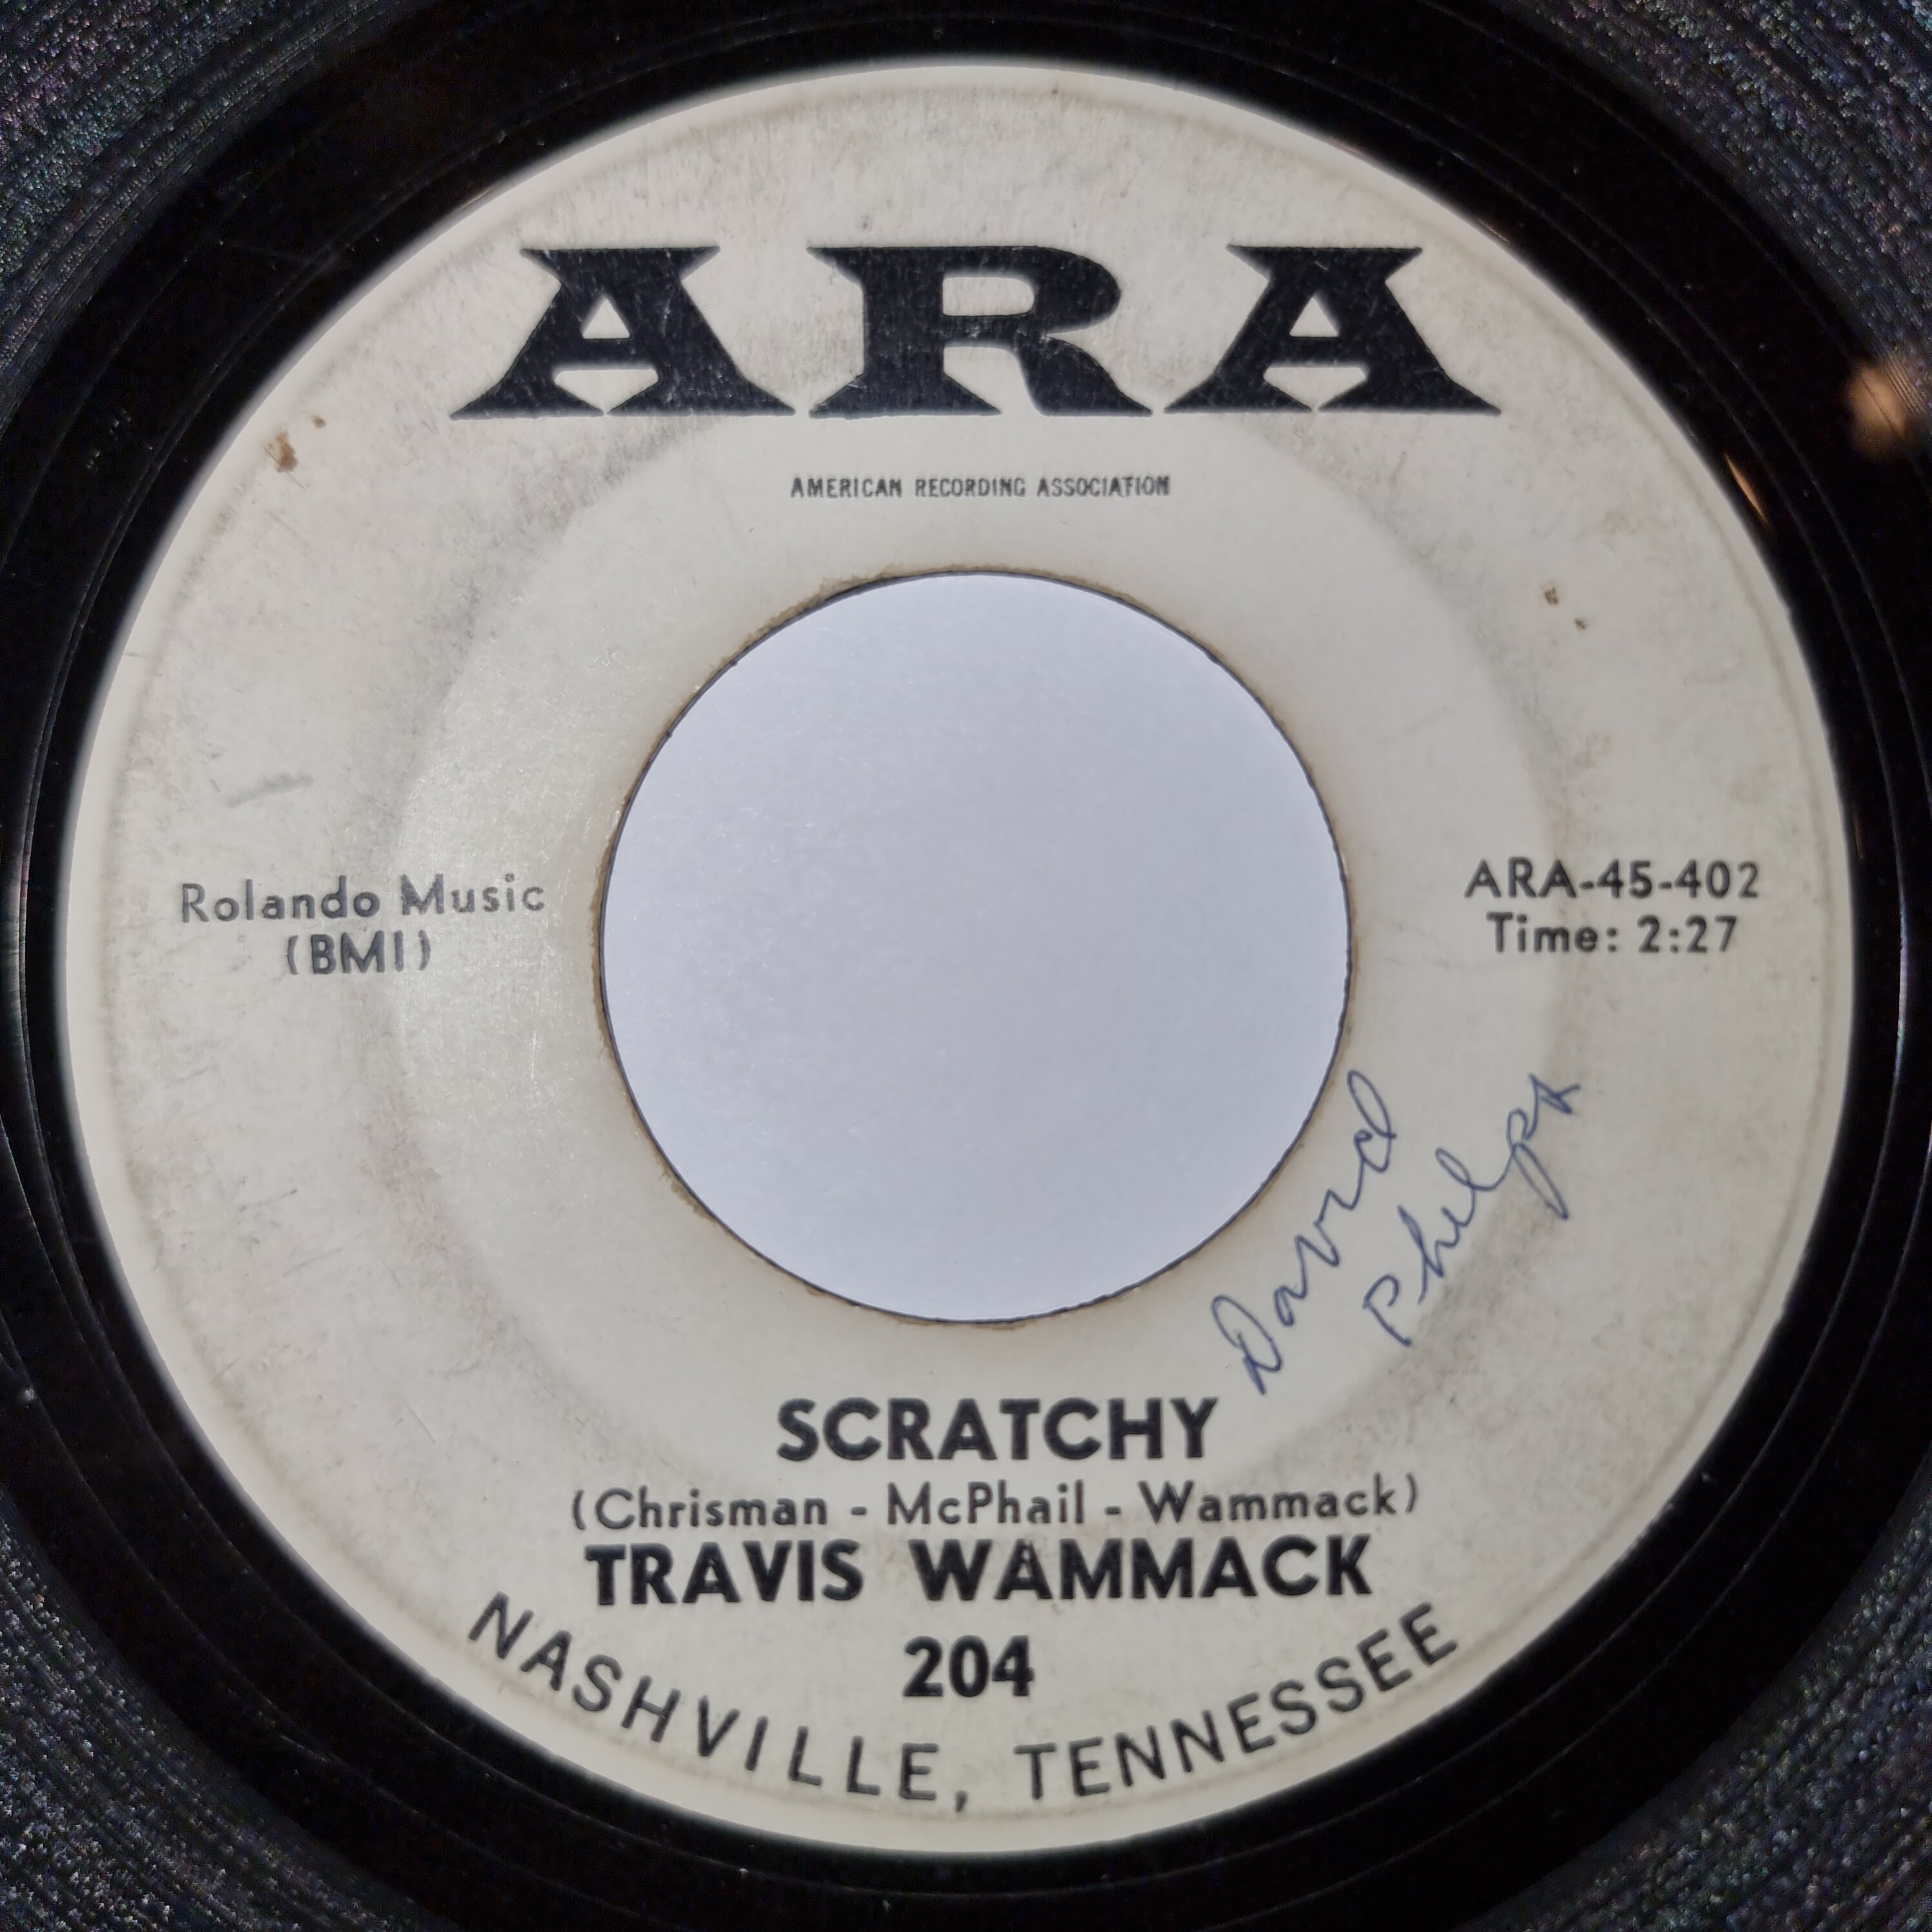 ARA
AMERICAN RECORDING ASSOCIATION
Rolando Music
(BMI)
ARA-45-402
Time: 2:27
David
Phelps
SCRATCHY
(Chrisman - McPhail - Wammack)
TRAVIS WAMMACK
204
NASHVILLE, TENNESSEE